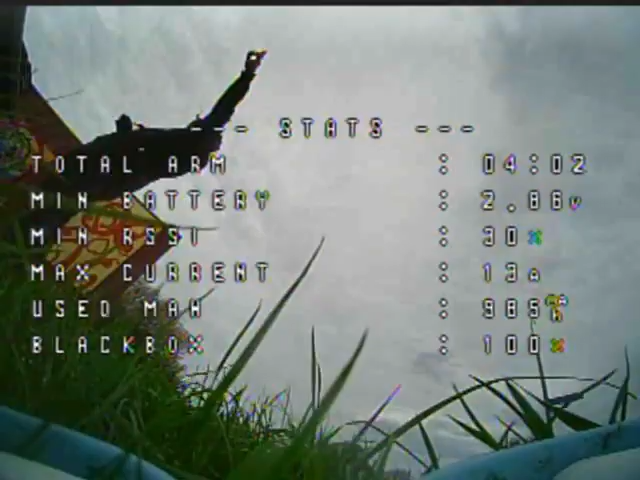 --- STATS ---
TOTAL ARM : 04:02
MIN BATTERY : 2.86V
MIN RSSI : 30%
MAX CURRENT : 13A
USED MAH : 985
BLACKBOX : 100%